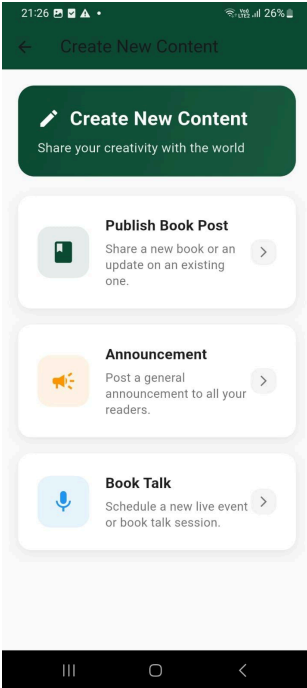 21:26
VoD LTE2 26%
Create New Content
Create New Content
Share your creativity with the world
Publish Book Post
Share a new book or an
update on an existing
one.
Announcement
Post a general
announcement to all your
readers.
Book Talk
Schedule a new live event
or book talk session.